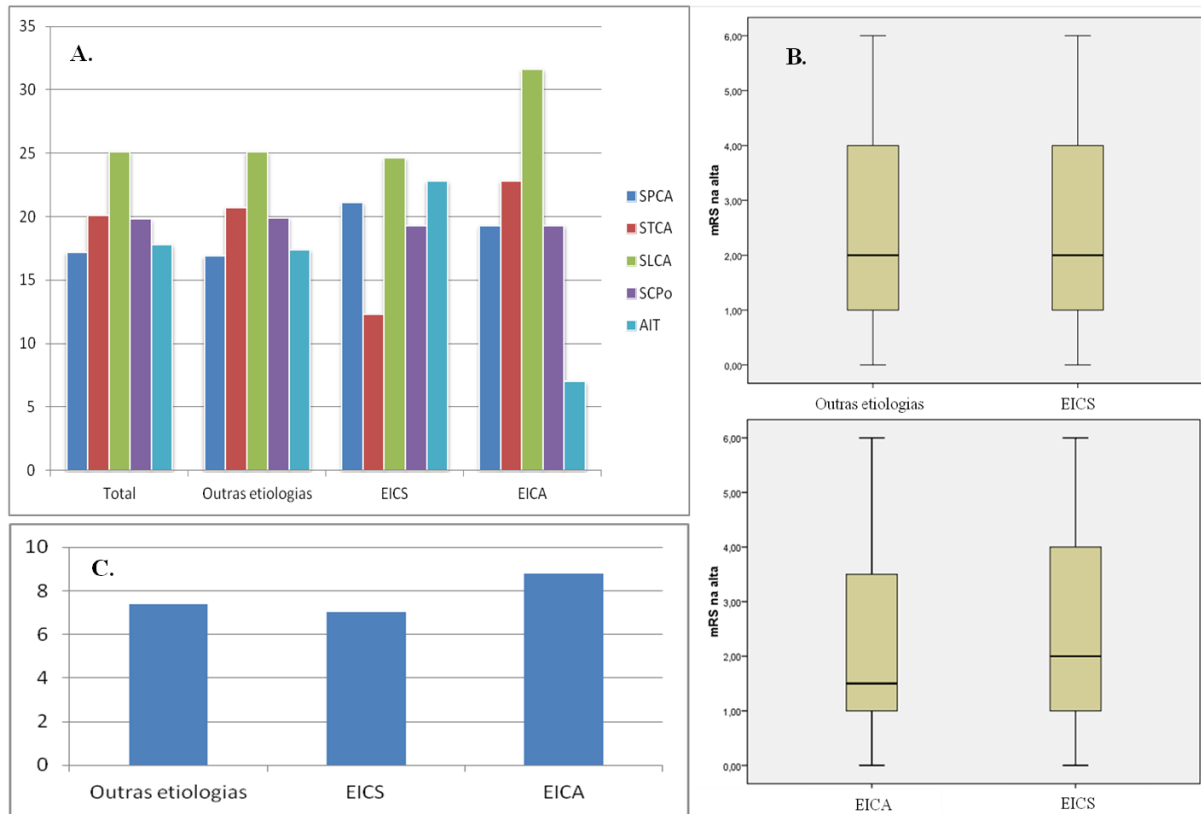 A.
35
30
25
20
15
10
5
0
Total Outras etiologias EICS EICA
SPCA
STCA
SLCA
SCPo
AIT
B.
mRS na alta
6,00
5,00
4,00
3,00
2,00
1,00
0,00
Outras etiologias EICS
mRS na alta
6,00
5,00
4,00
3,00
2,00
1,00
0,00
EICA EICS
C.
10
8
6
4
2
0
Outras etiologias EICS EICA